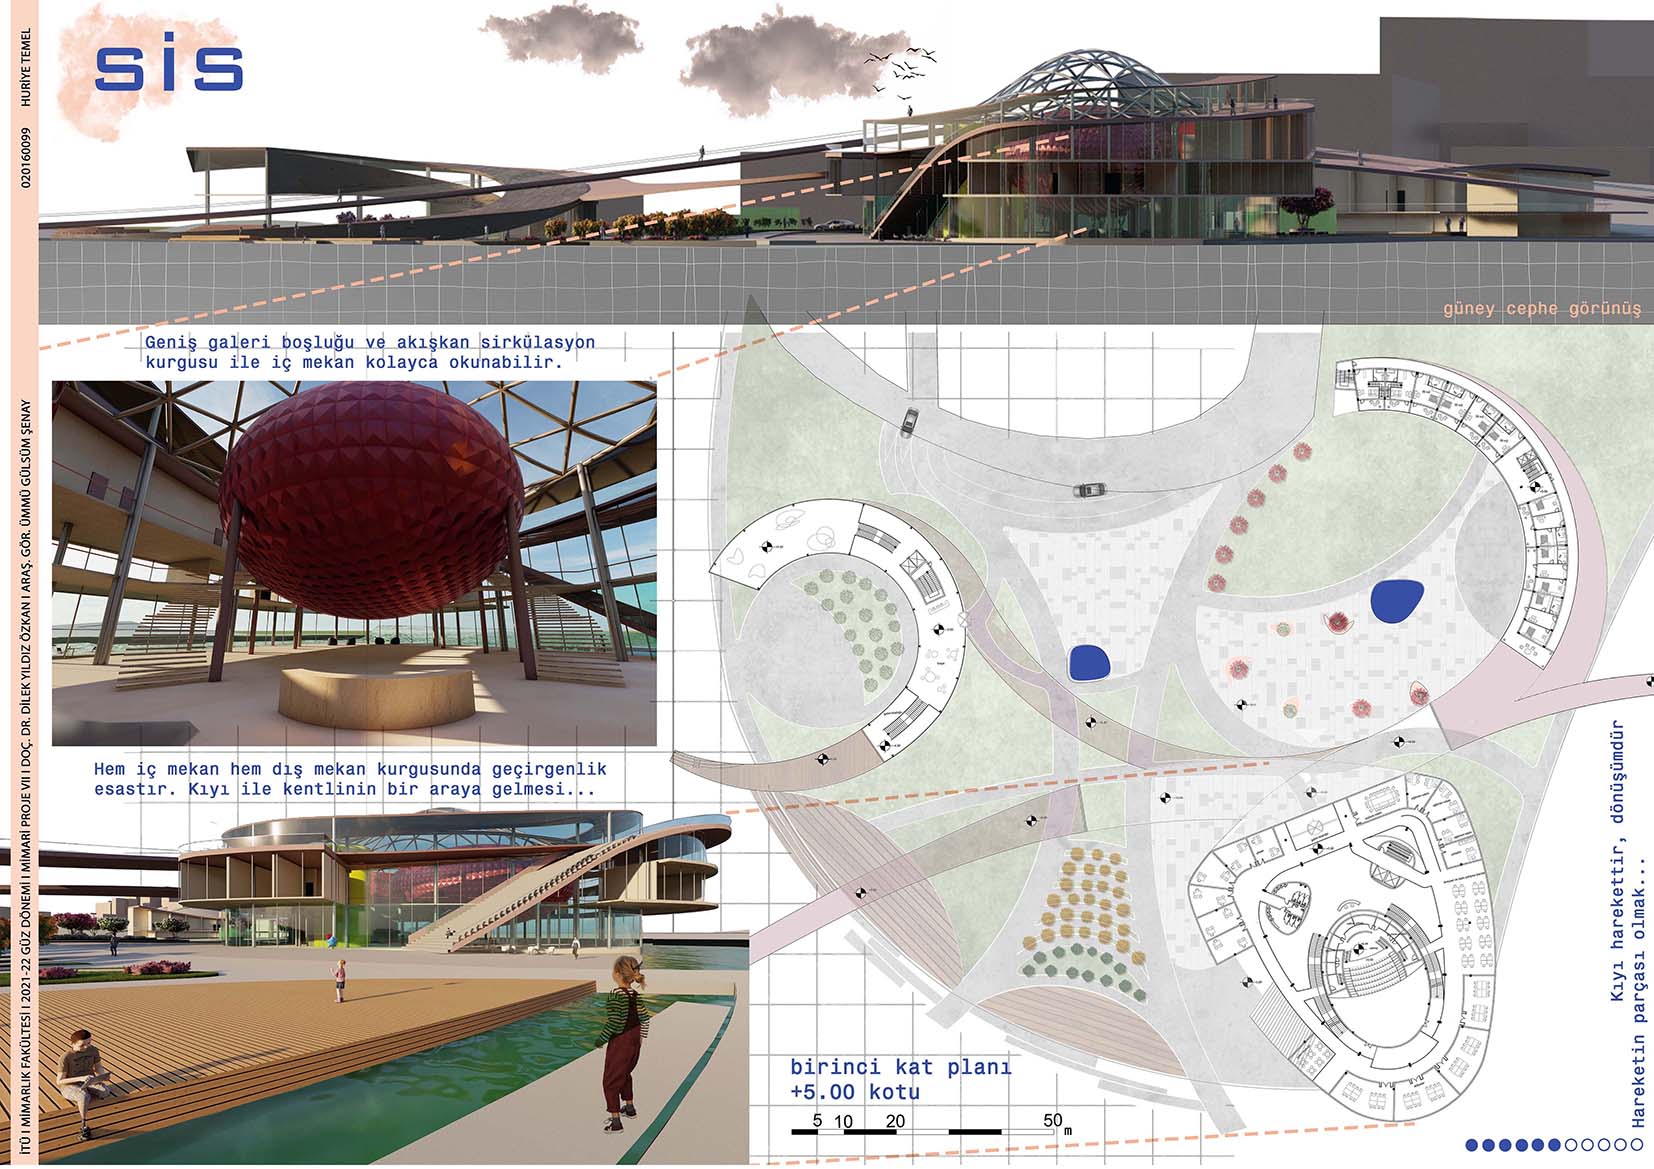 sis
HURİYE TEMEL
020160099
İTÜ I MİMARLIK FAKÜLTESİ I 2021-22 GÜZ DÖNEMİ I MİMARİ PROJE VII I DOÇ. DR. DİLEK YILDIZ ÖZKAN I ARAŞ. GÖR. ÜMMÜ GÜLSÜM ŞENAY
güney cephe görünüş
Geniş galeri boşluğu ve akışkan sirkülasyon
kurgusu ile iç mekan kolayca okunabilir.
Hem iç mekan hem dış mekan kurgusunda geçirgenlik
esastır. Kıyı ile kentlinin bir araya gelmesi...
birinci kat planı
+5.00 kotu
5 10 20 50 m
Kıyı harekettir, dönüşümdür
Hareketin parçası olmak...